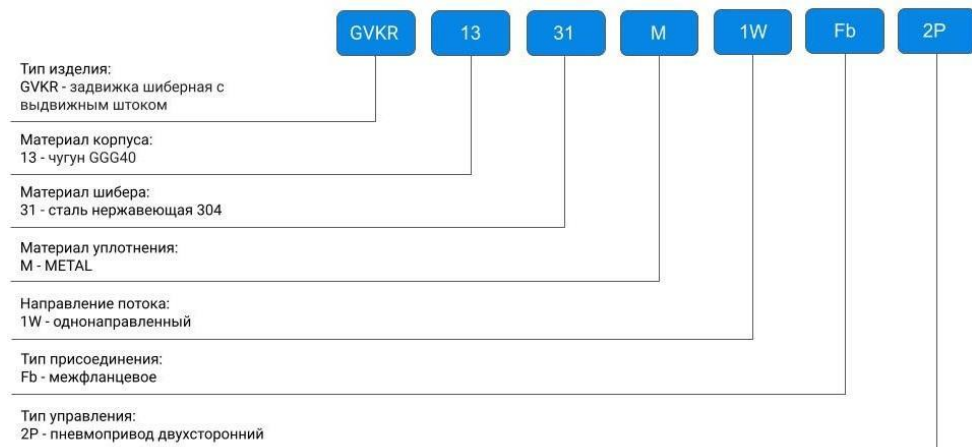 GVKR 13 31 M 1W Fb 2P
Тип изделия:
GVKR - задвижка шиберная с
выдвижным штоком
Материал корпуса:
13 - чугун GGG40
Материал шибера:
31 - сталь нержавеющая 304
Материал уплотнения:
M - METAL
Направление потока:
1W - однонаправленный
Тип присоединения:
Fb - межфланцевое
Тип управления:
2P - пневмопривод двухсторонний